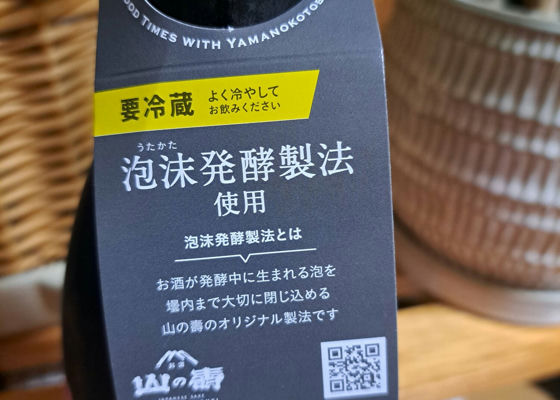 GOOD TIMES WITH YAMANOKOTOB
要冷蔵
よく冷やして
お飲みください
うたかた
泡沫発酵製法
使用
泡沫発酵製法とは
お酒が発酵中に生まれる泡を
壜内まで大切に閉じ込める
山の壽のオリジナル製法です
山の壽